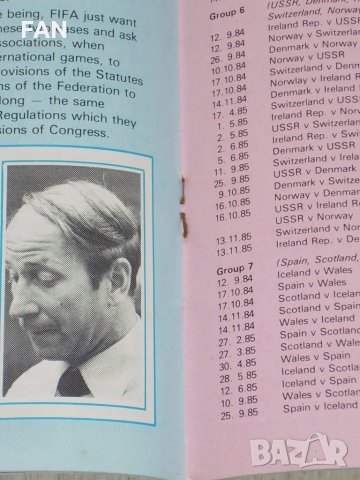 FAN
e being, FIFA just want
nese ses and ask
ssociations, when
ternational games, to
ovisions of the Statutes
ns of the Federation to
long — the same
Regulations which they
sions of Congress.
(USSR, Denmark,
Switzerland, Norway
Group 6
12. 9.84 Ireland Rep. v USSR
12. 9.84 Norway v Switzerland
26. 9.84 Denmark v Norway
10.10.84 Norway v USSR
17.10.84 Norwlay v Ireland
17.10.84 Switzerland v Denmark
14.11.84 Denmark v Ireland
17. 4.85 Switzerland v USSR
1. 5.85 Ireland Rep. v Norway
2. 5.85 USSR v Switzerland
2. 6.85 Ireland Rep. v Switzerland
5. 6.85 Denmark v USSR
11. 9.85 Switzerland v Ireland
25. 9.85 USSR v Denmark
9.10.85 Denmark v Switzerland
16.10.85 Norway v Denmark
16.10.85 USSR v Ireland Rep
USSR v Norway
13.11.85 Switzerland v Norway
13.11.85 Ireland Rep. v Den
(Spain, Scotland,
Group 7
12. 9.84 Iceland v Wales
17.10.84 Spain v Wales
17.10.84 Scotland v Iceland
14.11.84 Scotland v Spain
14.11.84 Wales v Iceland
27. 2.85 Spain v Scotland
27. 3.85 Scotland v Wales
30. 4.85 Wales v Spain
28. 5.85 Iceland v Scotland
12. 6.85 Iceland v Spain
10. 9.85 Wales v Scotland
25. 9.85 Spain v Iceland
BAZAR
bg